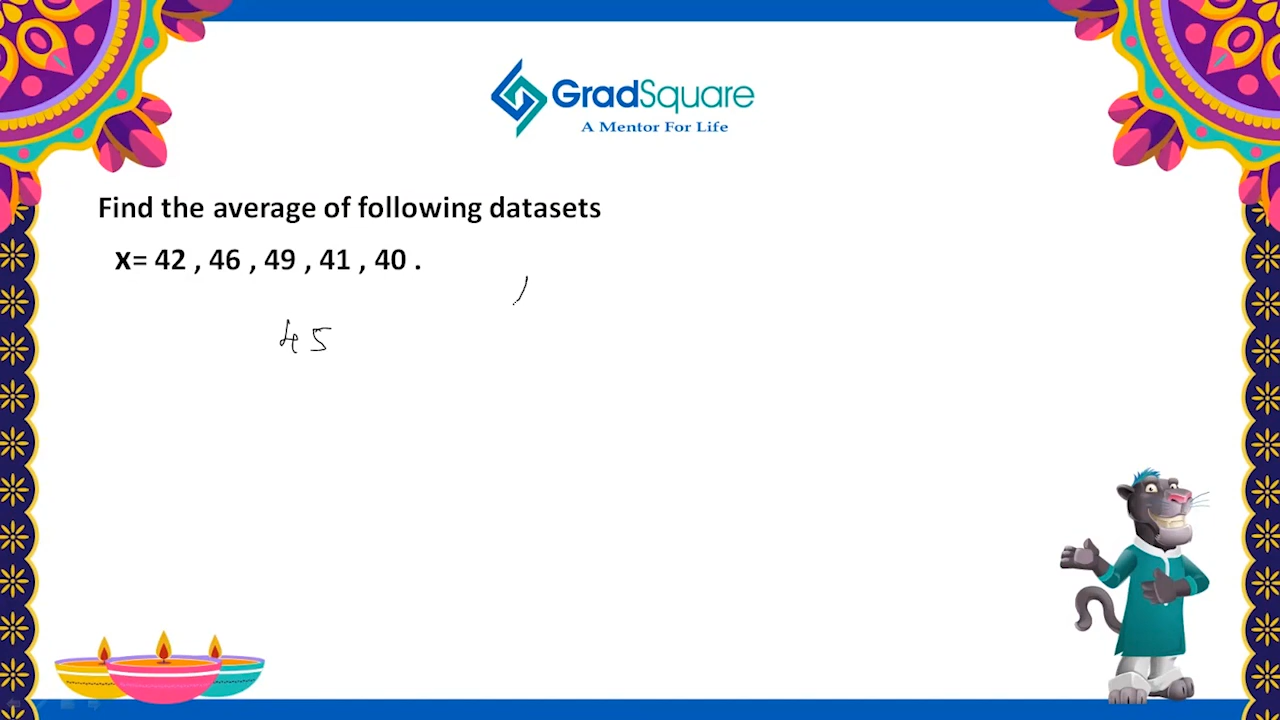 GradSquare
A Mentor For Life
Find the average of following datasets
x= 42 , 46 , 49 , 41 , 40 .
45